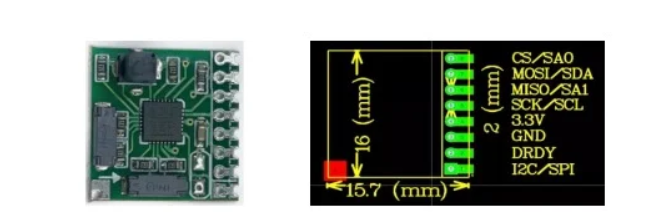 CS/SA0
MOSI/SDA
MISO/SA1
SCK/SCL
3.3V
GND
DRDY
I2C/SPI
2 (mm)
16 (mm)
15.7 (mm)